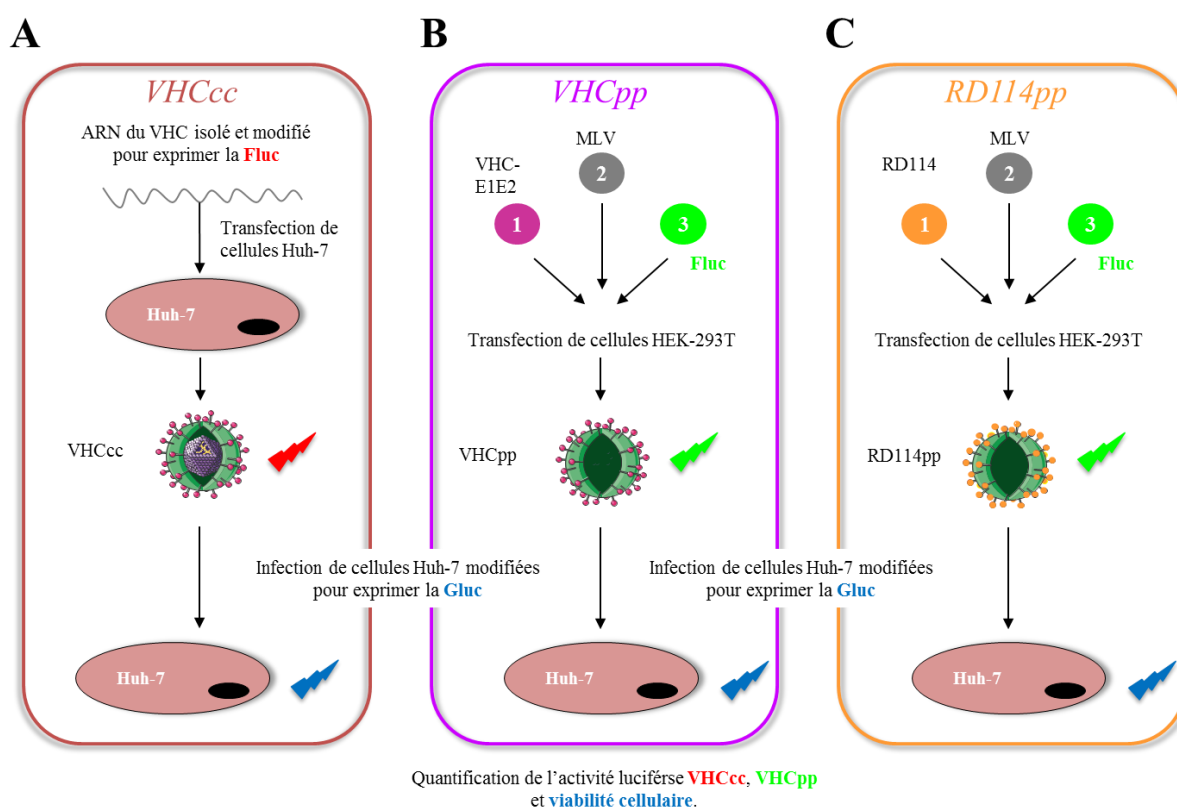 A
VHCcc
ARN du VHC isolé et modifié
pour exprimer la Fluc
Transfection de
cellules Huh-7
Huh-7
VHCcc
Huh-7
B
VHCpp
MLV
VHC-
E1E2
2
1
3
Fluc
Transfection de cellules HEK-293T
VHCpp
Infection de cellules Huh-7 modifiées
pour exprimer la Gluc
Huh-7
C
RD114pp
MLV
RD114
2
1
3
Fluc
Transfection de cellules HEK-293T
RD114pp
Infection de cellules Huh-7 modifiées
pour exprimer la Gluc
Huh-7
Quantification de l'activité luciférse VHCcc, VHCpp
et viabilité cellulaire.